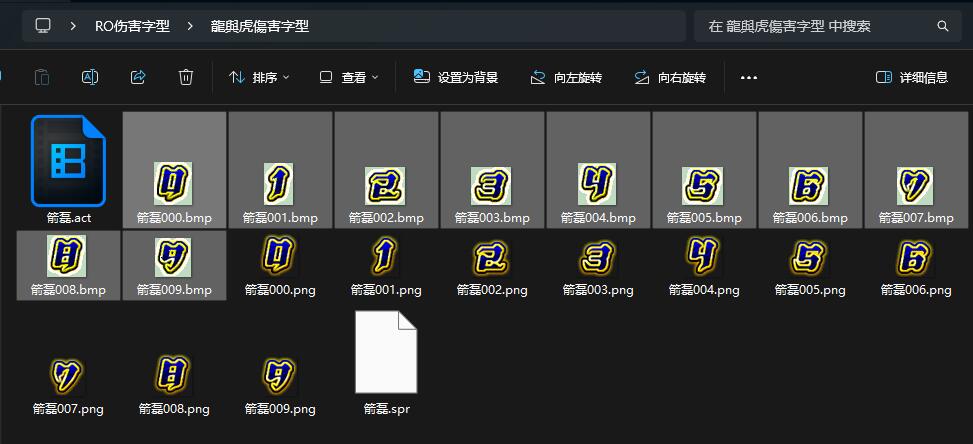 RO伤害字型 龍與虎傷害字型 在 龍與虎傷害字型 中搜索
排序 查看 设置为背景 向左旋转 向右旋转 详细信息
0 1 2 3 4 5 6 7
箭磊.act 箭磊000.bmp 箭磊001.bmp 箭磊002.bmp 箭磊003.bmp 箭磊004.bmp 箭磊005.bmp 箭磊006.bmp 箭磊007.bmp
8 9 0 1 2 3 4 5 6
箭磊008.bmp 箭磊009.bmp 箭磊000.png 箭磊001.png 箭磊002.png 箭磊003.png 箭磊004.png 箭磊005.png 箭磊006.png
7 8 9
箭磊007.png 箭磊008.png 箭磊009.png 箭磊.spr